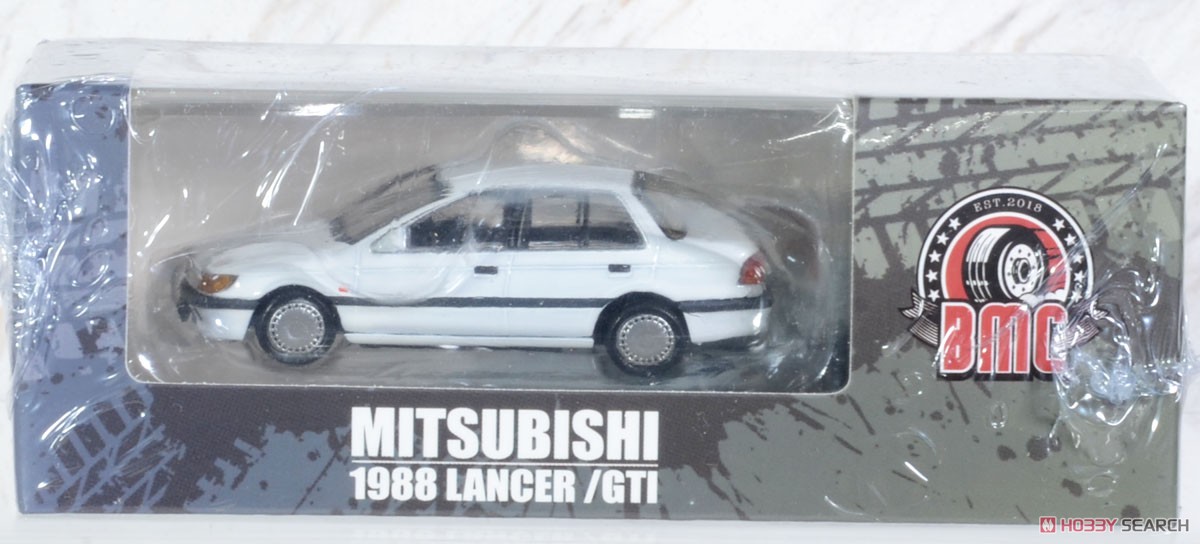 EST.2018
BMC
MITSUBISHI
1988 LANCER /GTI
HOBBY SEARCH